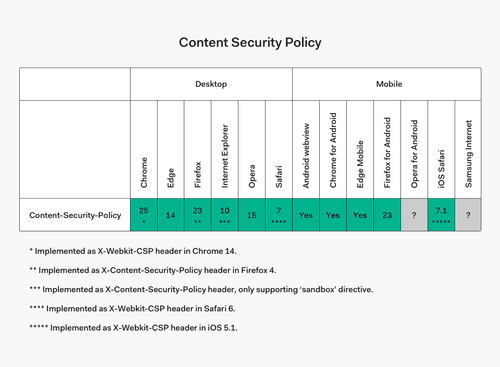 Content Security Policy
Desktop Mobile
Chrome Edge Firefox Internet Explorer Opera Safari Android webview Chrome for Android Edge Mobile Firefox for Android Opera for Android iOS Safari Samsung Internet
Content-Security-Policy 25 * 14 23 ** 10 *** 15 7 **** Yes Yes Yes 23 ? 7.1 ***** ?
* Implemented as X-Webkit-CSP header in Chrome 14.
** Implemented as X-Content-Security-Policy header in Firefox 4.
*** Implemented as X-Content-Security-Policy header, only supporting ‘sandbox’ directive.
**** Implemented as X-Webkit-CSP header in Safari 6.
***** Implemented as X-Webkit-CSP header in iOS 5.1.